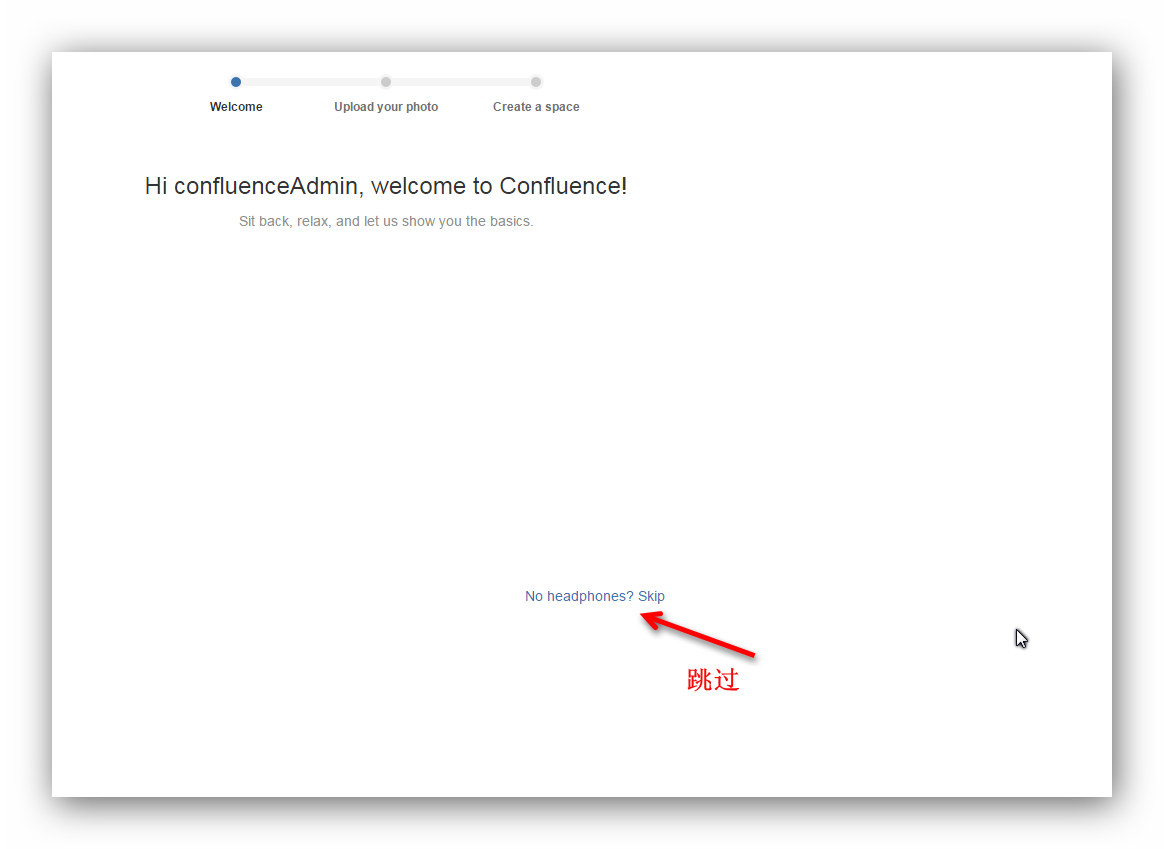 Welcome
Upload your photo
Create a space
Hi confluenceAdmin, welcome to Confluence!
Sit back, relax, and let us show you the basics.
No headphones? Skip
跳过